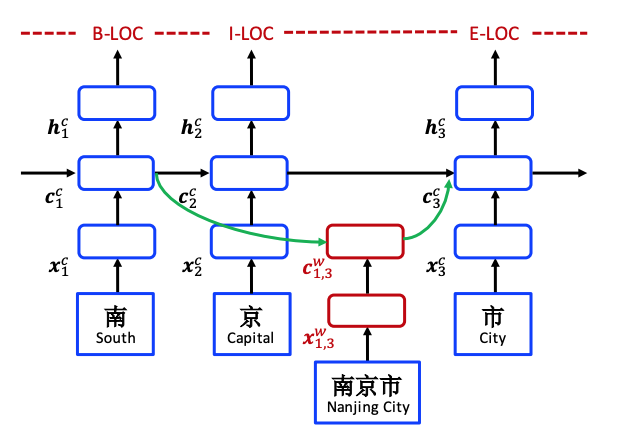 B-LOC I-LOC E-LOC
h₁ᶜ h₂ᶜ h₃ᶜ
c₁ᶜ c₂ᶜ c₃ᶜ
x₁ᶜ x₂ᶜ c₁,₃ʷ x₃ᶜ
南 京 市
South Capital City
x₁,₃ʷ
南京市
Nanjing City